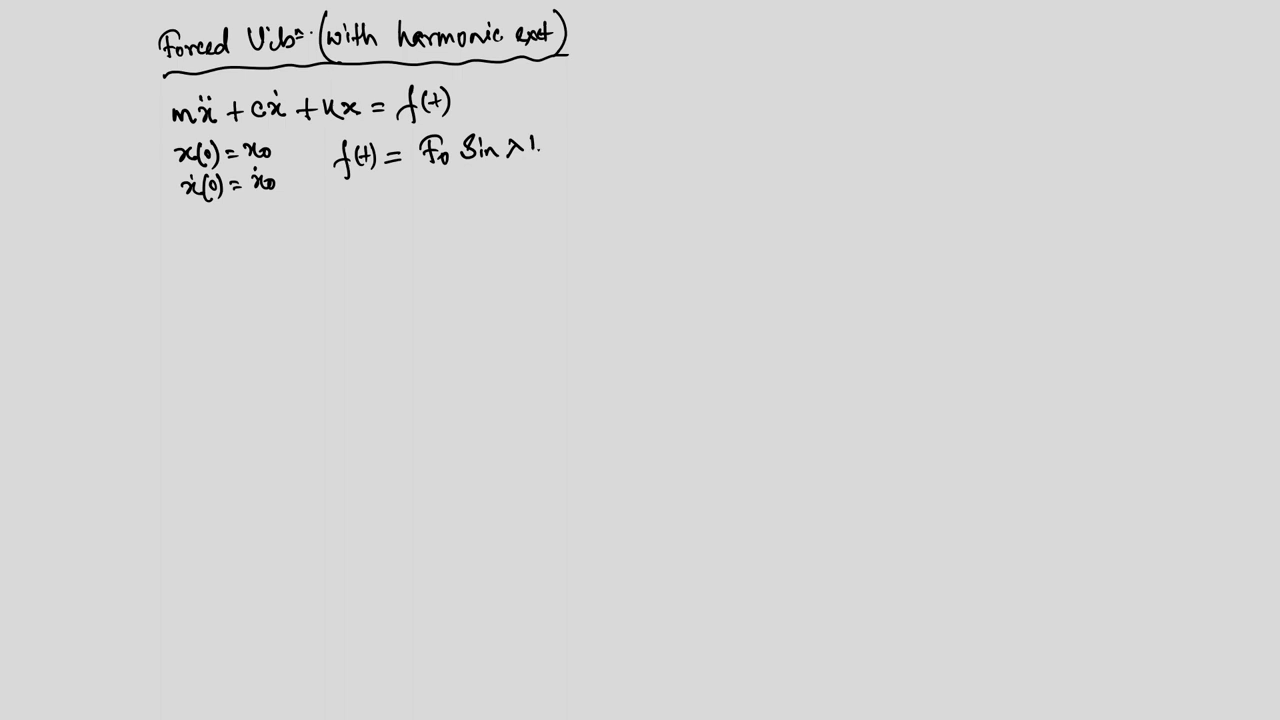 Forced Vibⁿ. (with harmonic ext)
mẍ + cẋ + kx = f(t)
x(0) = x₀
f(t) = F₀ Sin λt
ẋ(0) = ẋ₀